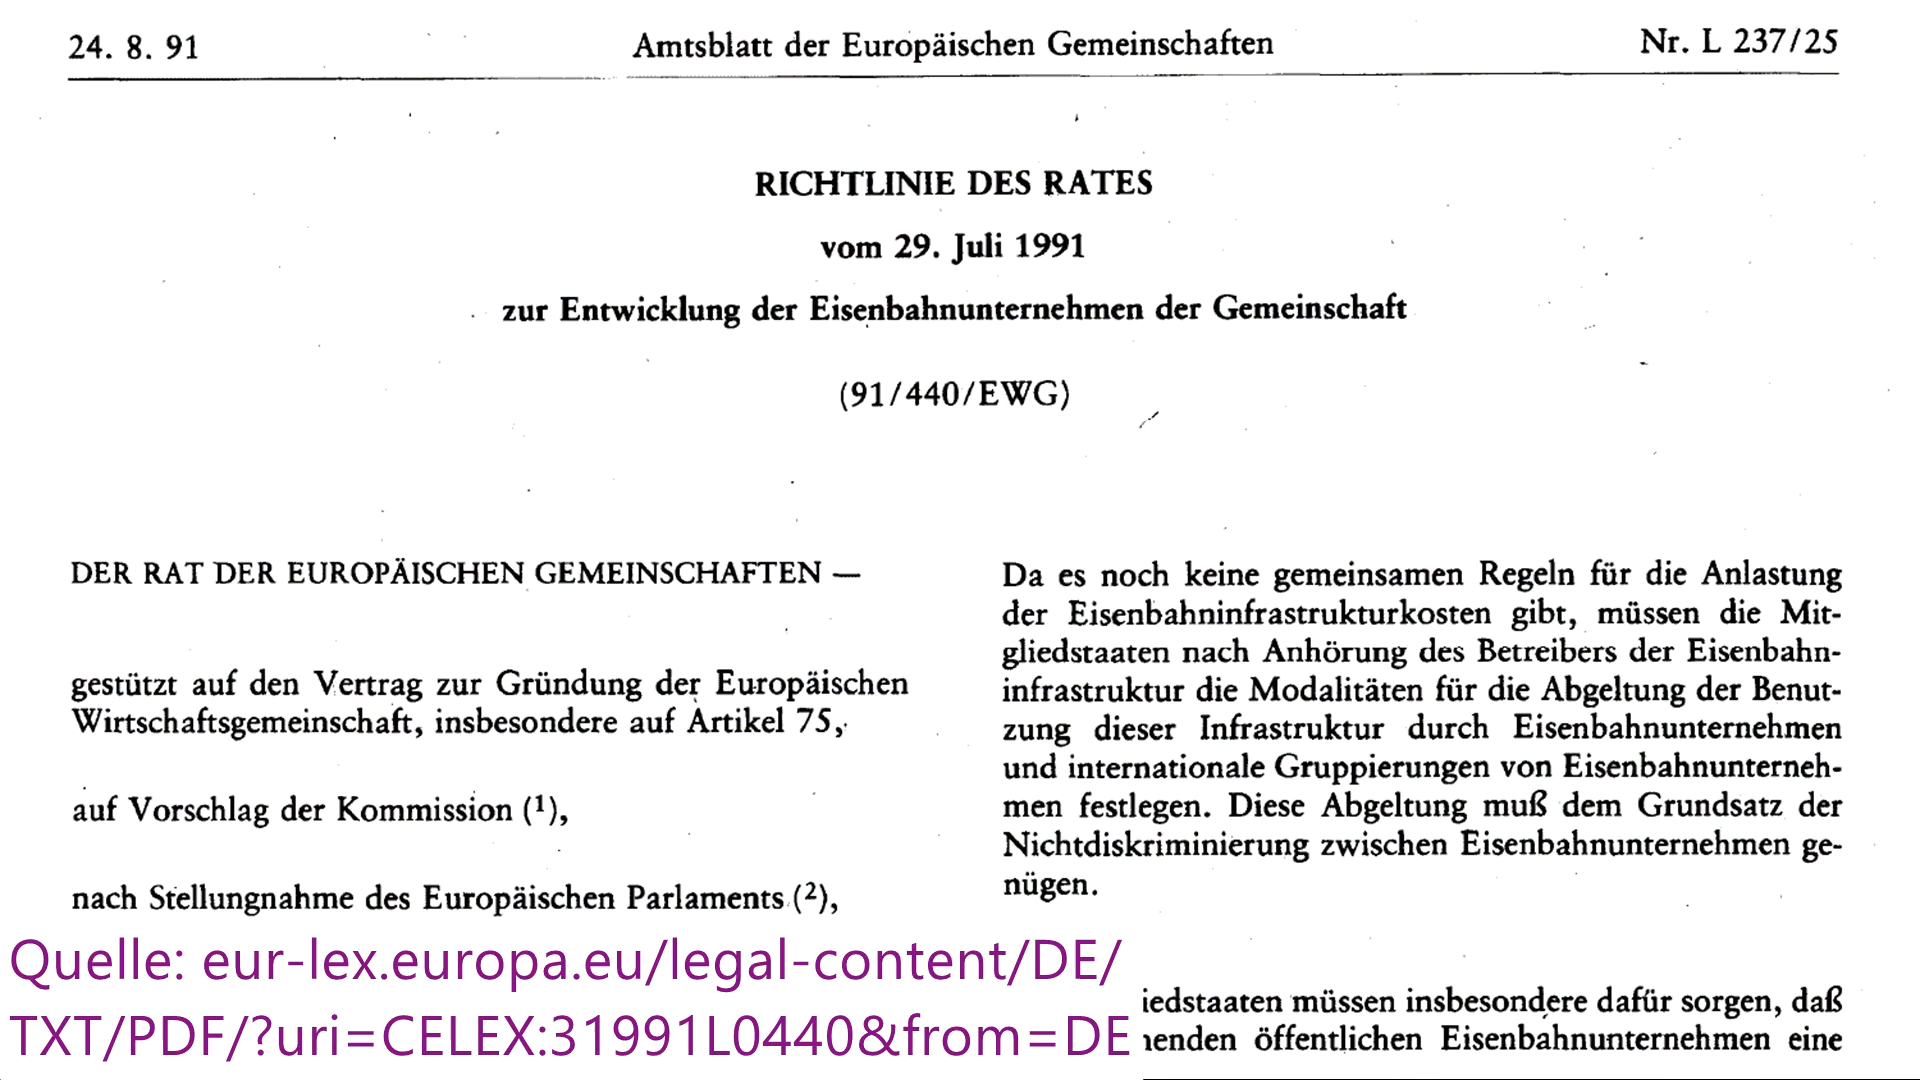 24. 8. 91
Amtsblatt der Europäischen Gemeinschaften
Nr. L 237/25
RICHTLINIE DES RATES
vom 29. Juli 1991
zur Entwicklung der Eisenbahnunternehmen der Gemeinschaft
(91/440/EWG)
DER RAT DER EUROPÄISCHEN GEMEINSCHAFTEN —
gestützt auf den Vertrag zur Gründung der Europäischen
Wirtschaftsgemeinschaft, insbesondere auf Artikel 75,
auf Vorschlag der Kommission (¹),
nach Stellungnahme des Europäischen Parlaments (²),
Da es noch keine gemeinsamen Regeln für die Anlastung
der Eisenbahninfrastrukturkosten gibt, müssen die Mit-
gliedstaaten nach Anhörung des Betreibers der Eisenbahn-
infrastruktur die Modalitäten für die Abgeltung der Benut-
zung dieser Infrastruktur durch Eisenbahnunternehmen
und internationale Gruppierungen von Eisenbahnunterneh-
men festlegen. Diese Abgeltung muß dem Grundsatz der
Nichtdiskriminierung zwischen Eisenbahnunternehmen ge-
nügen.
iedstaaten müssen insbesondere dafür sorgen, daß
enden öffentlichen Eisenbahnunternehmen eine
Quelle: eur-lex.europa.eu/legal-content/DE/
TXT/PDF/?uri=CELEX:31991L0440&from=DE